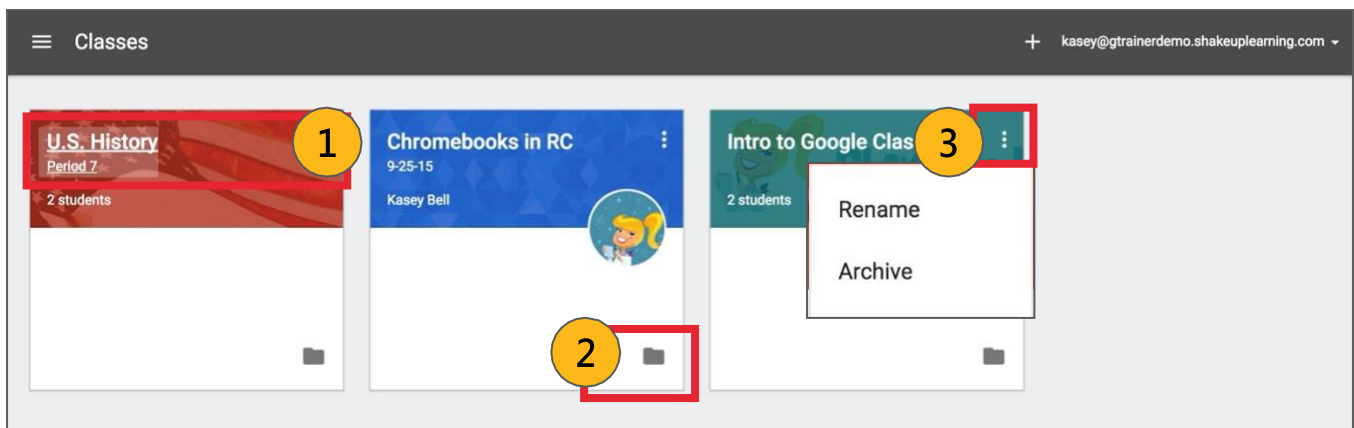 Classes
+ kasey@gtrainerdemo.shakeuplearning.com
U.S. History
Period 7
2 students
1
Chromebooks in RC
9-25-15
Kasey Bell
2
Intro to Google Clas
2 students
3
Rename
Archive